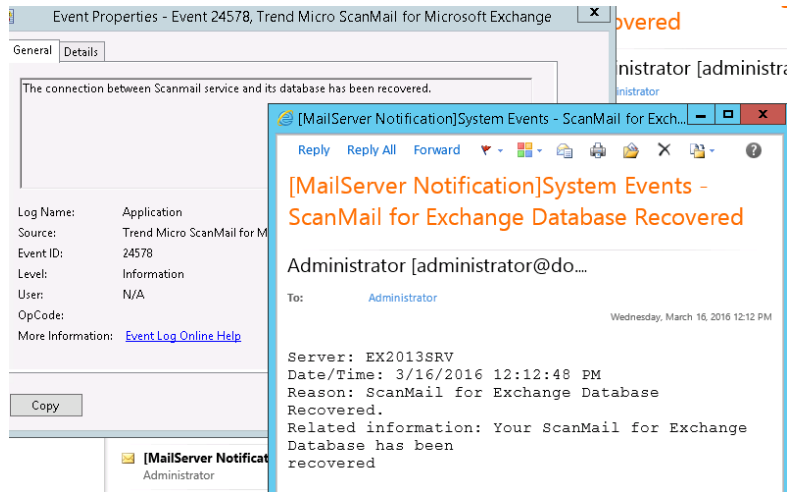 Event Properties - Event 24578, Trend Micro ScanMail for Microsoft Exchange
x
General
Details
The connection between Scanmail service and its database has been recovered.
Log Name: Application
Source: Trend Micro ScanMail for M
Event ID: 24578
Level: Information
User: N/A
OpCode:
More Information: Event Log Online Help
Copy
overed
inistrator [administra
inistrator
[MailServer Notification]System Events - ScanMail for Exch...
x
Reply Reply All Forward
[MailServer Notification]System Events -
ScanMail for Exchange Database Recovered
Administrator [administrator@do....
To: Administrator
Wednesday, March 16, 2016 12:12 PM
Server: EX2013SRV
Date/Time: 3/16/2016 12:12:48 PM
Reason: ScanMail for Exchange Database
Recovered.
Related information: Your ScanMail for Exchange
Database has been
recovered
[MailServer Notificat
Administrator